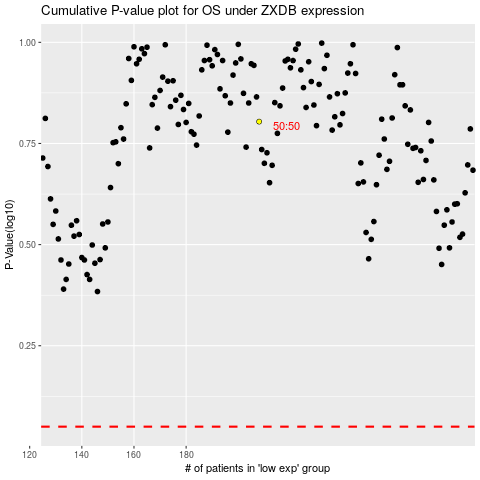 Cumulative P-value plot for OS under ZXDB expression
1.00
50:50
0.75
P-Value(log10)
0.50
0.25
120 140 160 180
# of patients in 'low exp' group